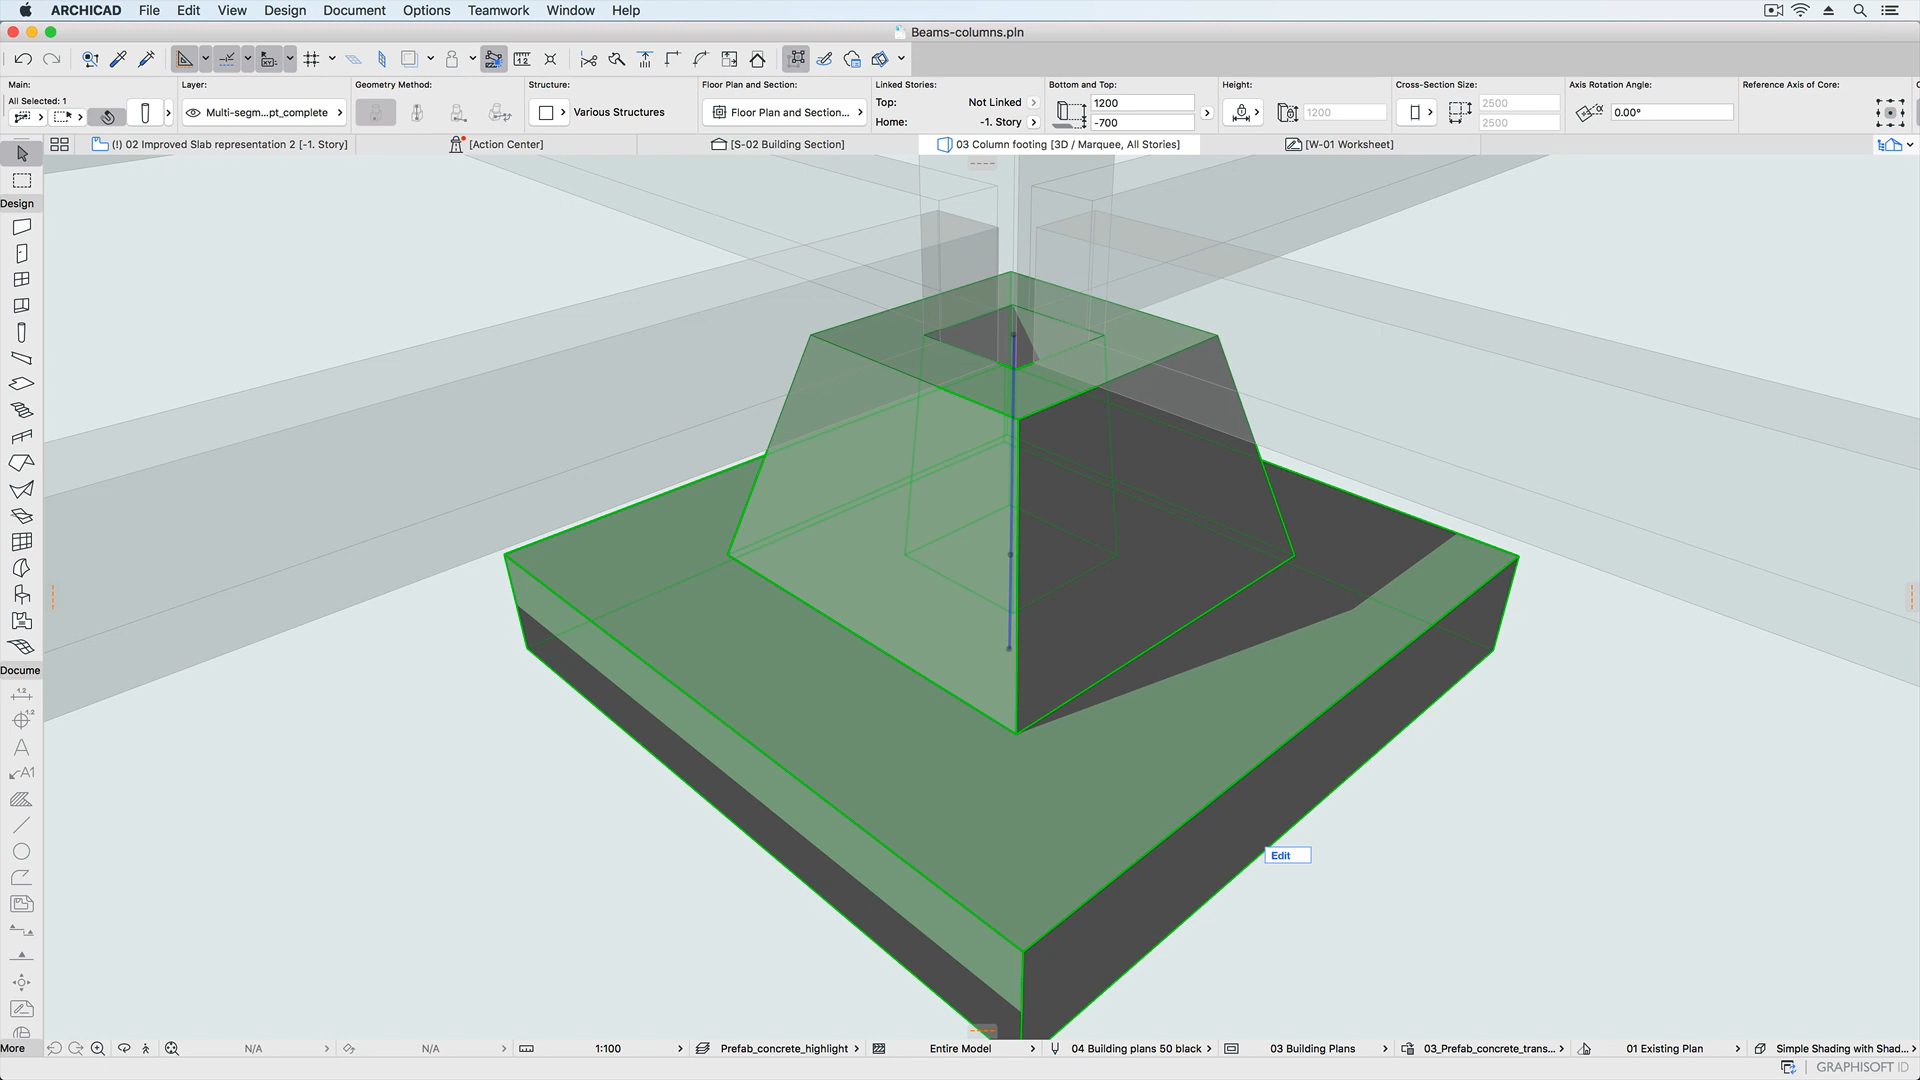 ARCHICAD File Edit View Design Document Options Teamwork Window Help
Beams-columns.pln
Main: Layer: Geometry Method: Structure: Floor Plan and Section: Linked Stories: Bottom and Top: Height: Cross-Section Size: Axis Rotation Angle: Reference Axis of Core:
All Selected: 1
Multi-segm...pt_complete
Various Structures
Floor Plan and Section...
Top: Not Linked
Home: -1. Story
1200
-700
1200
2500
2500
0.00°
(!) 02 Improved Slab representation 2 [-1. Story]
[Action Center]
[S-02 Building Section]
03 Column footing [3D / Marquee, All Stories]
[W-01 Worksheet]
Design
Docume
1.2
1.2
A
A1
Edit
More
N/A
N/A
1:100
Prefab_concrete_highlight
Entire Model
04 Building plans 50 black
03 Building Plans
03_Prefab_concrete_trans...
01 Existing Plan
Simple Shading with Shad...
GRAPHISOFT ID